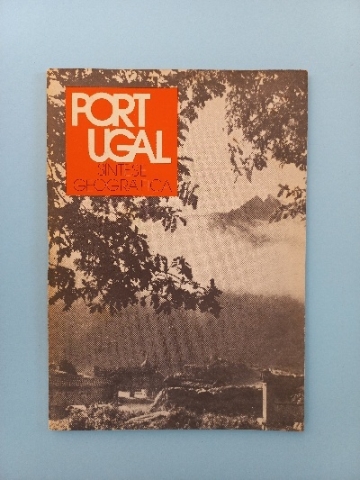 PORT
UGAL
SÍNTESE
GEOGRÁFICA